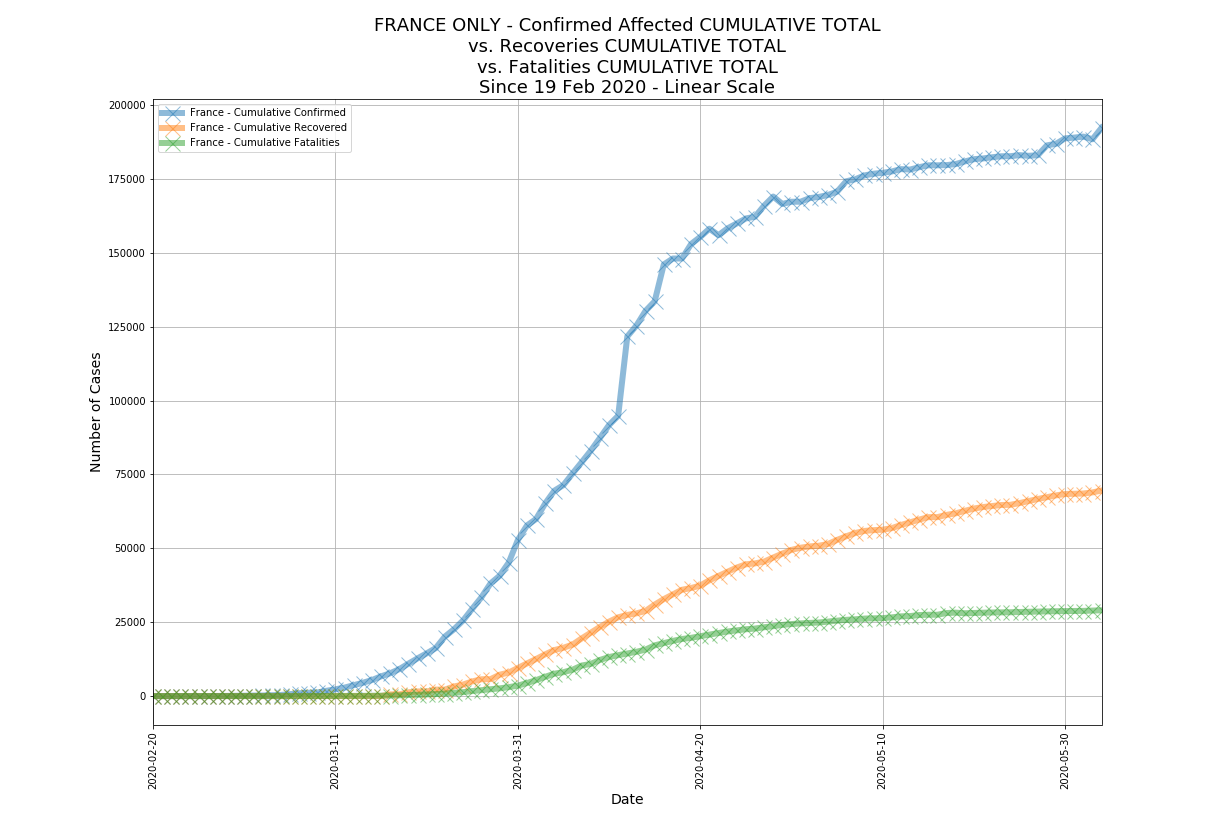 FRANCE ONLY - Confirmed Affected CUMULATIVE TOTAL
vs. Recoveries CUMULATIVE TOTAL
vs. Fatalities CUMULATIVE TOTAL
Since 19 Feb 2020 - Linear Scale
France - Cumulative Confirmed
France - Cumulative Recovered
France - Cumulative Fatalities
Number of Cases
200000
175000
150000
125000
100000
75000
50000
25000
0
2020-02-20
2020-03-11
2020-03-31
2020-04-20
2020-05-10
2020-05-30
Date